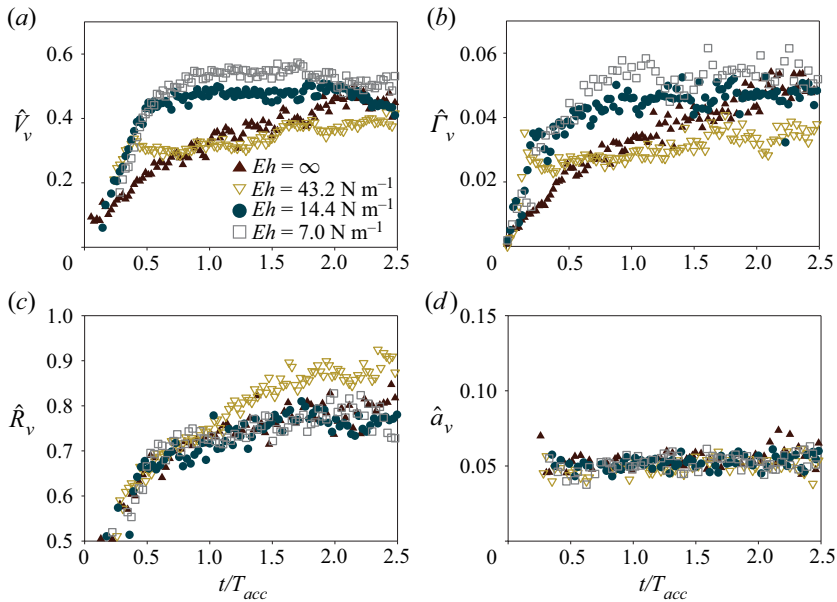 (a)
(b)
0.6
0.4
0.2
0
V̂ᵥ
0.5
1.0
1.5
2.0
2.5
Eh = ∞
Eh = 43.2 N m⁻¹
Eh = 14.4 N m⁻¹
Eh = 7.0 N m⁻¹
0.06
0.04
0.02
0
Γ̂ᵥ
0.5
1.0
1.5
2.0
2.5
(c)
(d)
1.0
0.9
0.8
0.7
0.6
0.5
R̂ᵥ
0
0.5
1.0
1.5
2.0
2.5
t/T_acc
0.15
0.10
0.05
0
âᵥ
0.5
1.0
1.5
2.0
2.5
t/T_acc